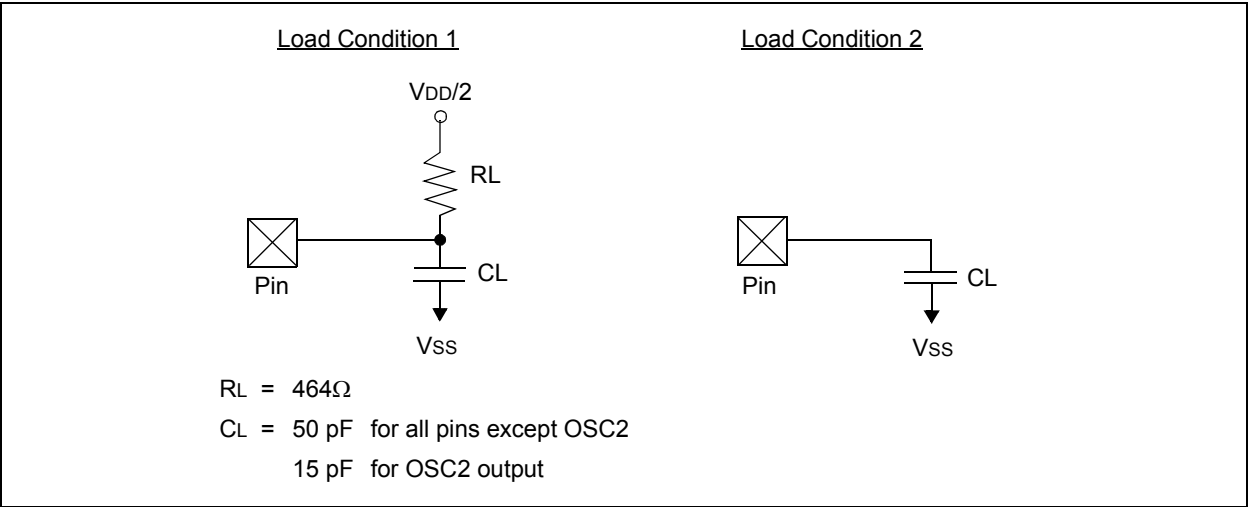 Load Condition 1
Load Condition 2
VDD/2
RL
CL
Pin
VSS
CL
Pin
VSS
RL = 464Ω
CL = 50 pF for all pins except OSC2
15 pF for OSC2 output